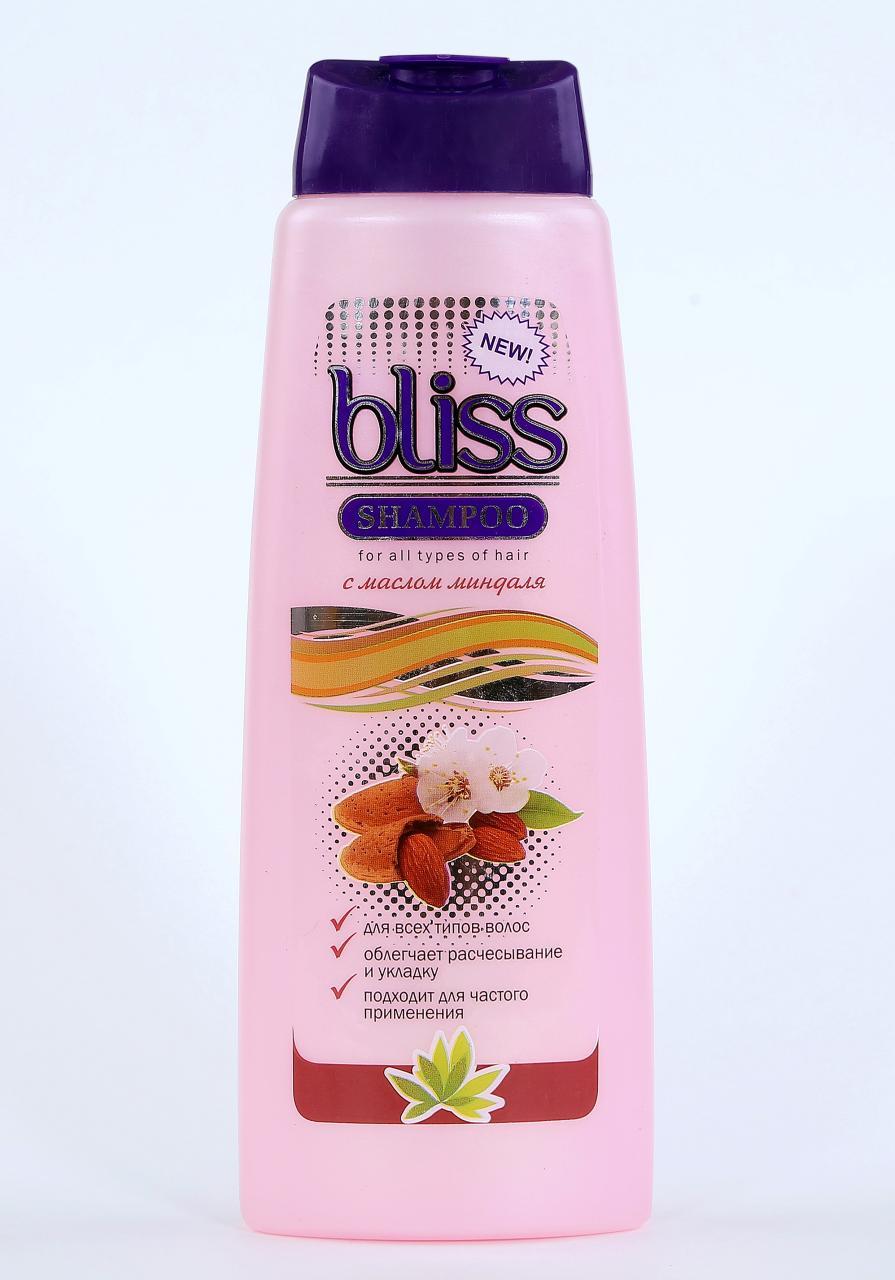 NEW!
bliss
SHAMPOO
for all types of hair
с маслом миндаля
для всех типов волос
облегчает расчесывание
и укладку
подходит для частого
применения